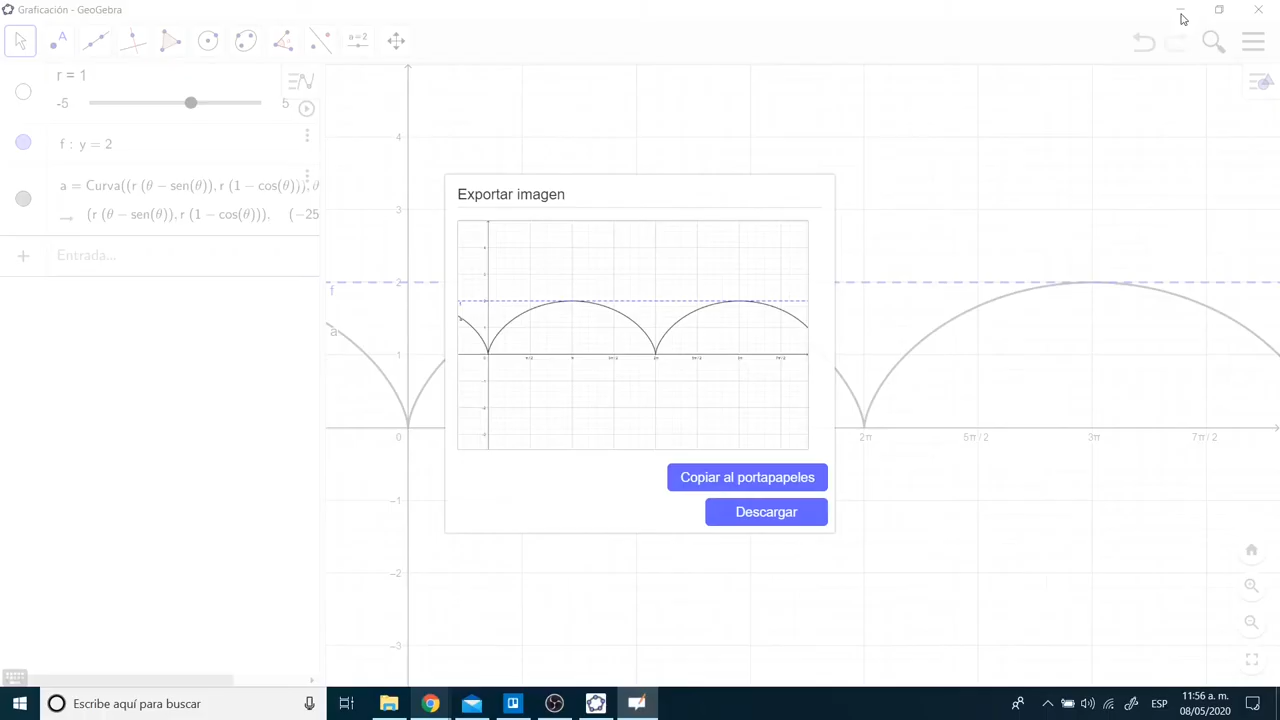 Graficación - GeoGebra
A
a=2
r = 1
-5
5
f : y = 2
a = Curva((r (θ − sen(θ)), r (1 − cos(θ))), θ
(r (θ − sen(θ)), r (1 − cos(θ))), (−25
Entrada...
f
a
4
3
2
1
0
−1
−2
−3
2π
5π/2
3π
7π/2
Exportar imagen
Copiar al portapapeles
Descargar
Escribe aquí para buscar
ESP
11:56 a. m.
08/05/2020